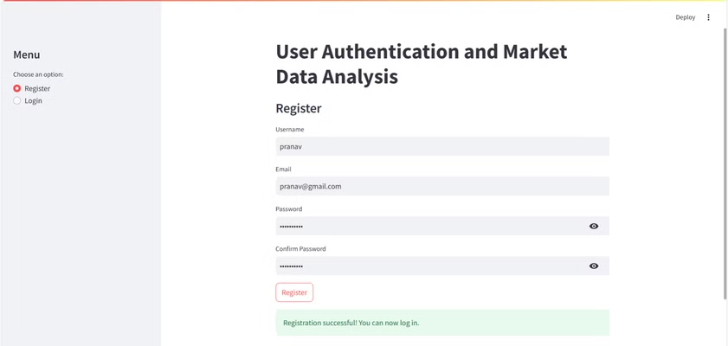 Deploy
Menu
Choose an option:
Register
Login
User Authentication and Market
Data Analysis
Register
Username
pranav
Email
pranav@gmail.com
Password
••••••••••
Confirm Password
••••••••••
Register
Registration successful! You can now log in.